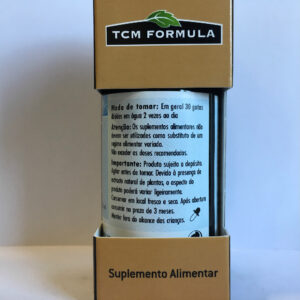 TCM FORMULA
Modo de tomar: Em geral 30 gotas
diluídas em água 2 vezes ao dia
Atenção: Os suplementos alimentares não
devem ser utilizados como substituto de um
regime alimentar variado.
Não exceder as doses recomendadas.
Importante: Produto sujeito a depósito.
Agitar antes de tomar. Devido à presença de
extracto natural de plantas, o aspecto do
produto poderá variar ligeiramente.
Conservar em local fresco e seco. Após abertura
consumir no prazo de 3 meses.
Manter fora do alcance das crianças.
Suplemento Alimentar